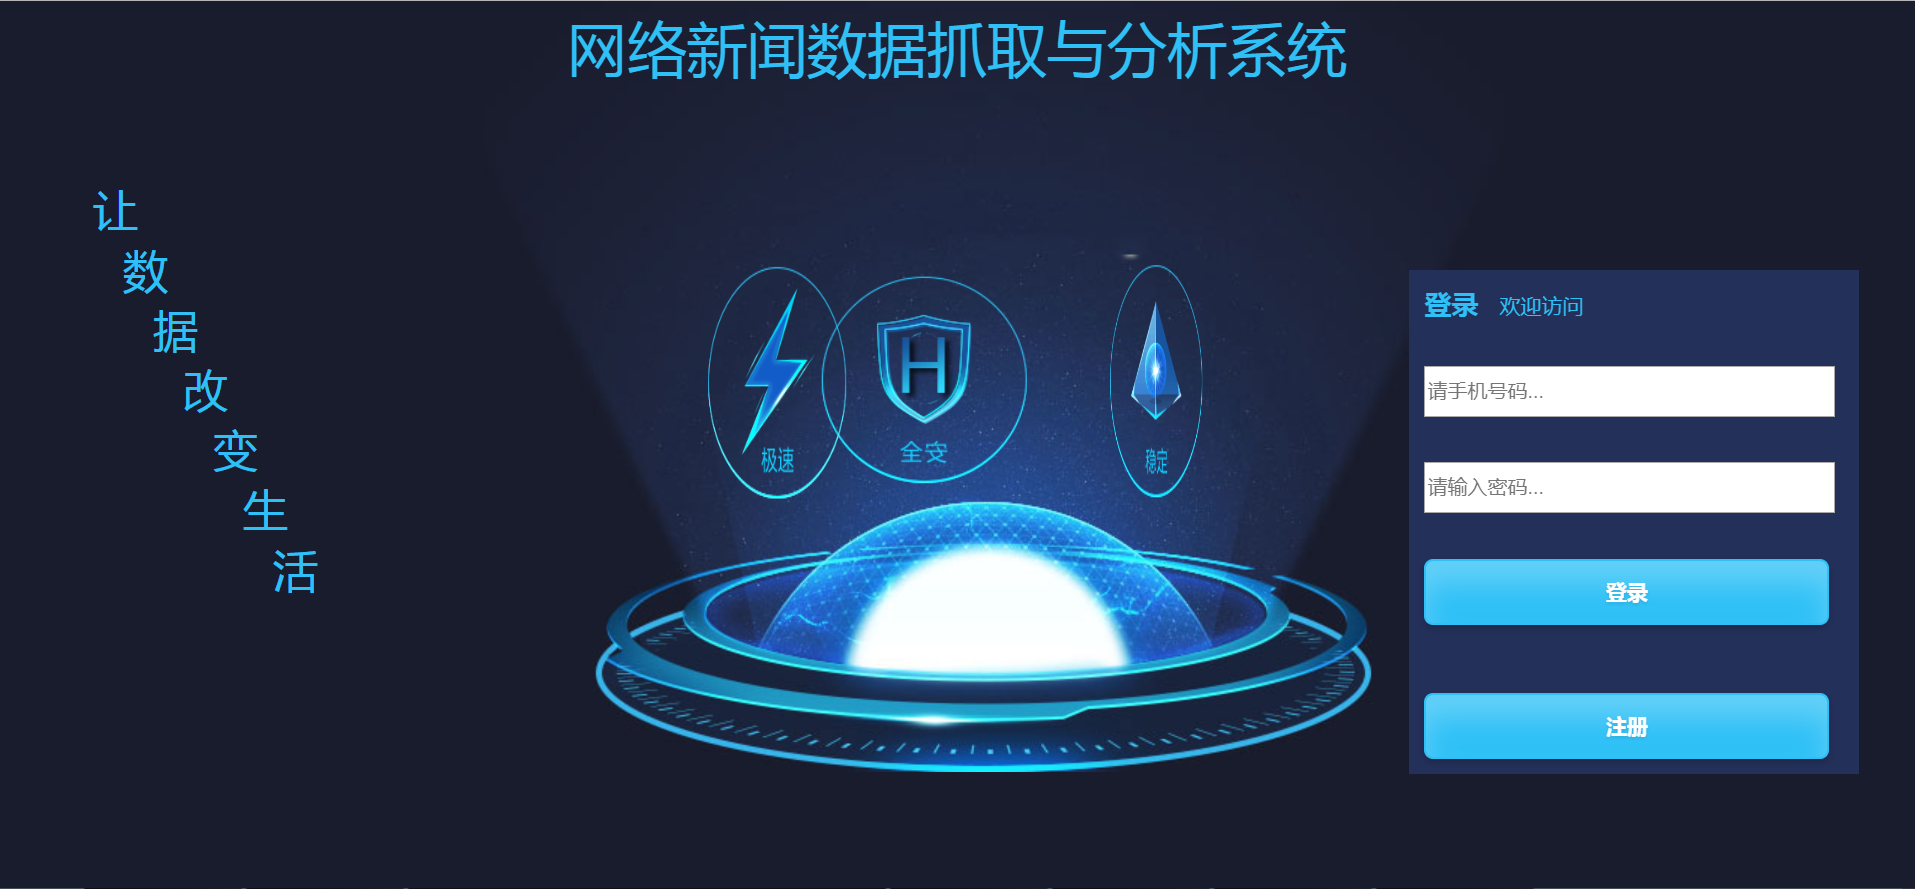 网络新闻数据抓取与分析系统
让
数
据
改
变
生
活
极速
H
全安
稳定
登录 欢迎访问
请手机号码...
请输入密码...
登录
注册